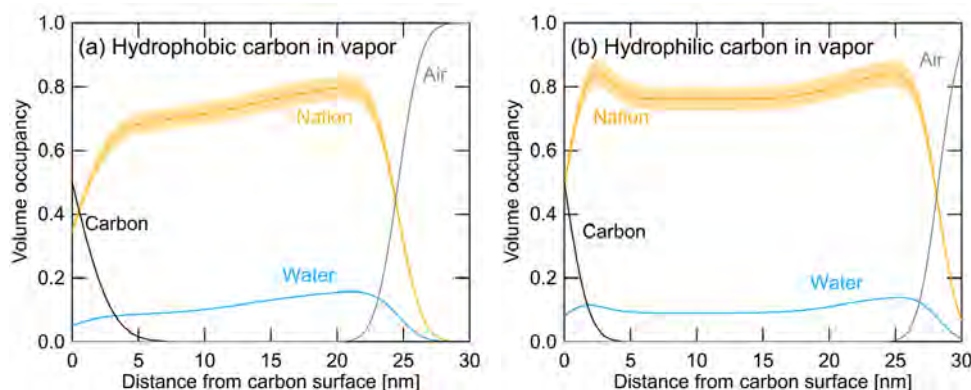 (a) Hydrophobic carbon in vapor
Air
Nafion
Carbon
Water
Volume occupancy
1.0
0.8
0.6
0.4
0.2
0.0
0 5 10 15 20 25 30
Distance from carbon surface [nm]
(b) Hydrophilic carbon in vapor
Air
Nafion
Carbon
Water
Volume occupancy
1.0
0.8
0.6
0.4
0.2
0.0
0 5 10 15 20 25 30
Distance from carbon surface [nm]